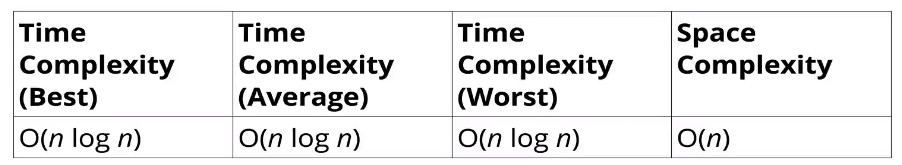 Time Complexity (Best)
Time Complexity (Average)
Time Complexity (Worst)
Space Complexity
O(n log n)
O(n log n)
O(n log n)
O(n)